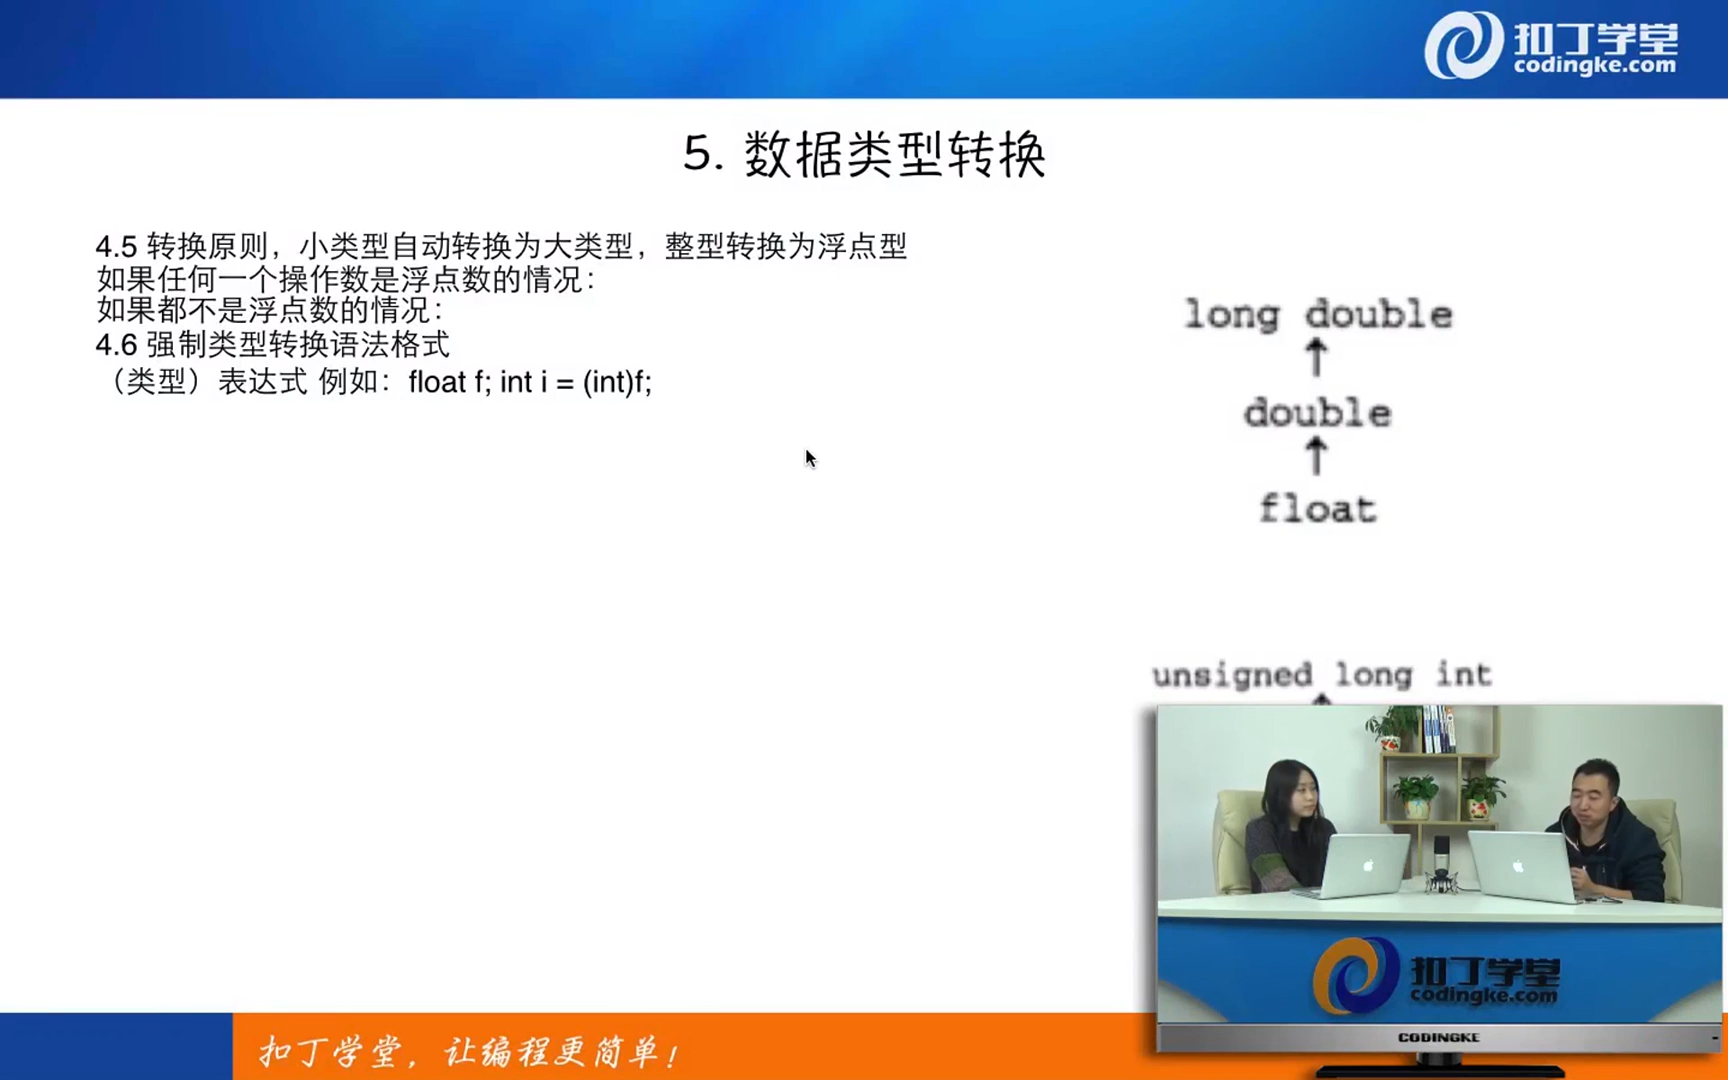 扣丁学堂
codingke.com
5. 数据类型转换
4.5 转换原则，小类型自动转换为大类型，整型转换为浮点型
如果任何一个操作数是浮点数的情况：
如果都不是浮点数的情况：
4.6 强制类型转换语法格式
（类型）表达式 例如：float f; int i = (int)f;
long double
double
float
unsigned long int
扣丁学堂
codingke.com
CODINGKE
扣丁学堂，让编程更简单！